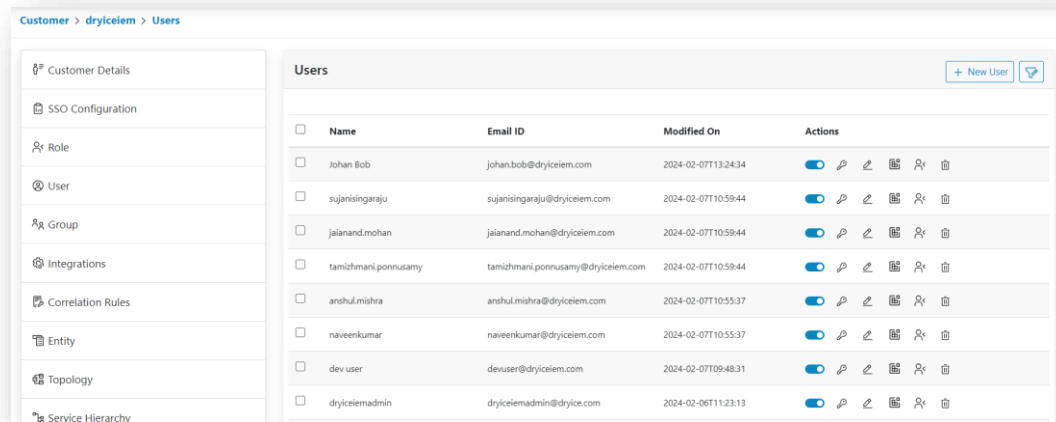 Customer > dryiceiem > Users
Customer Details
SSO Configuration
Role
User
Group
Integrations
Correlation Rules
Entity
Topology
Service Hierarchy
Users
+ New User
Name Email ID Modified On Actions
Johan Bob johan.bob@dryiceiem.com 2024-02-07T13:24:34
sujanisingaraju sujanisingaraju@dryiceiem.com 2024-02-07T10:59:44
jaianand.mohan jaianand.mohan@dryiceiem.com 2024-02-07T10:59:44
tamizhmani.ponnusamy tamizhmani.ponnusamy@dryiceiem.com 2024-02-07T10:59:44
anshul.mishra anshul.mishra@dryiceiem.com 2024-02-07T10:55:37
naveenkumar naveenkumar@dryiceiem.com 2024-02-07T10:55:37
dev user devuser@dryiceiem.com 2024-02-07T09:48:31
dryiceiemadmin dryiceiemadmin@dryice.com 2024-02-06T11:23:13